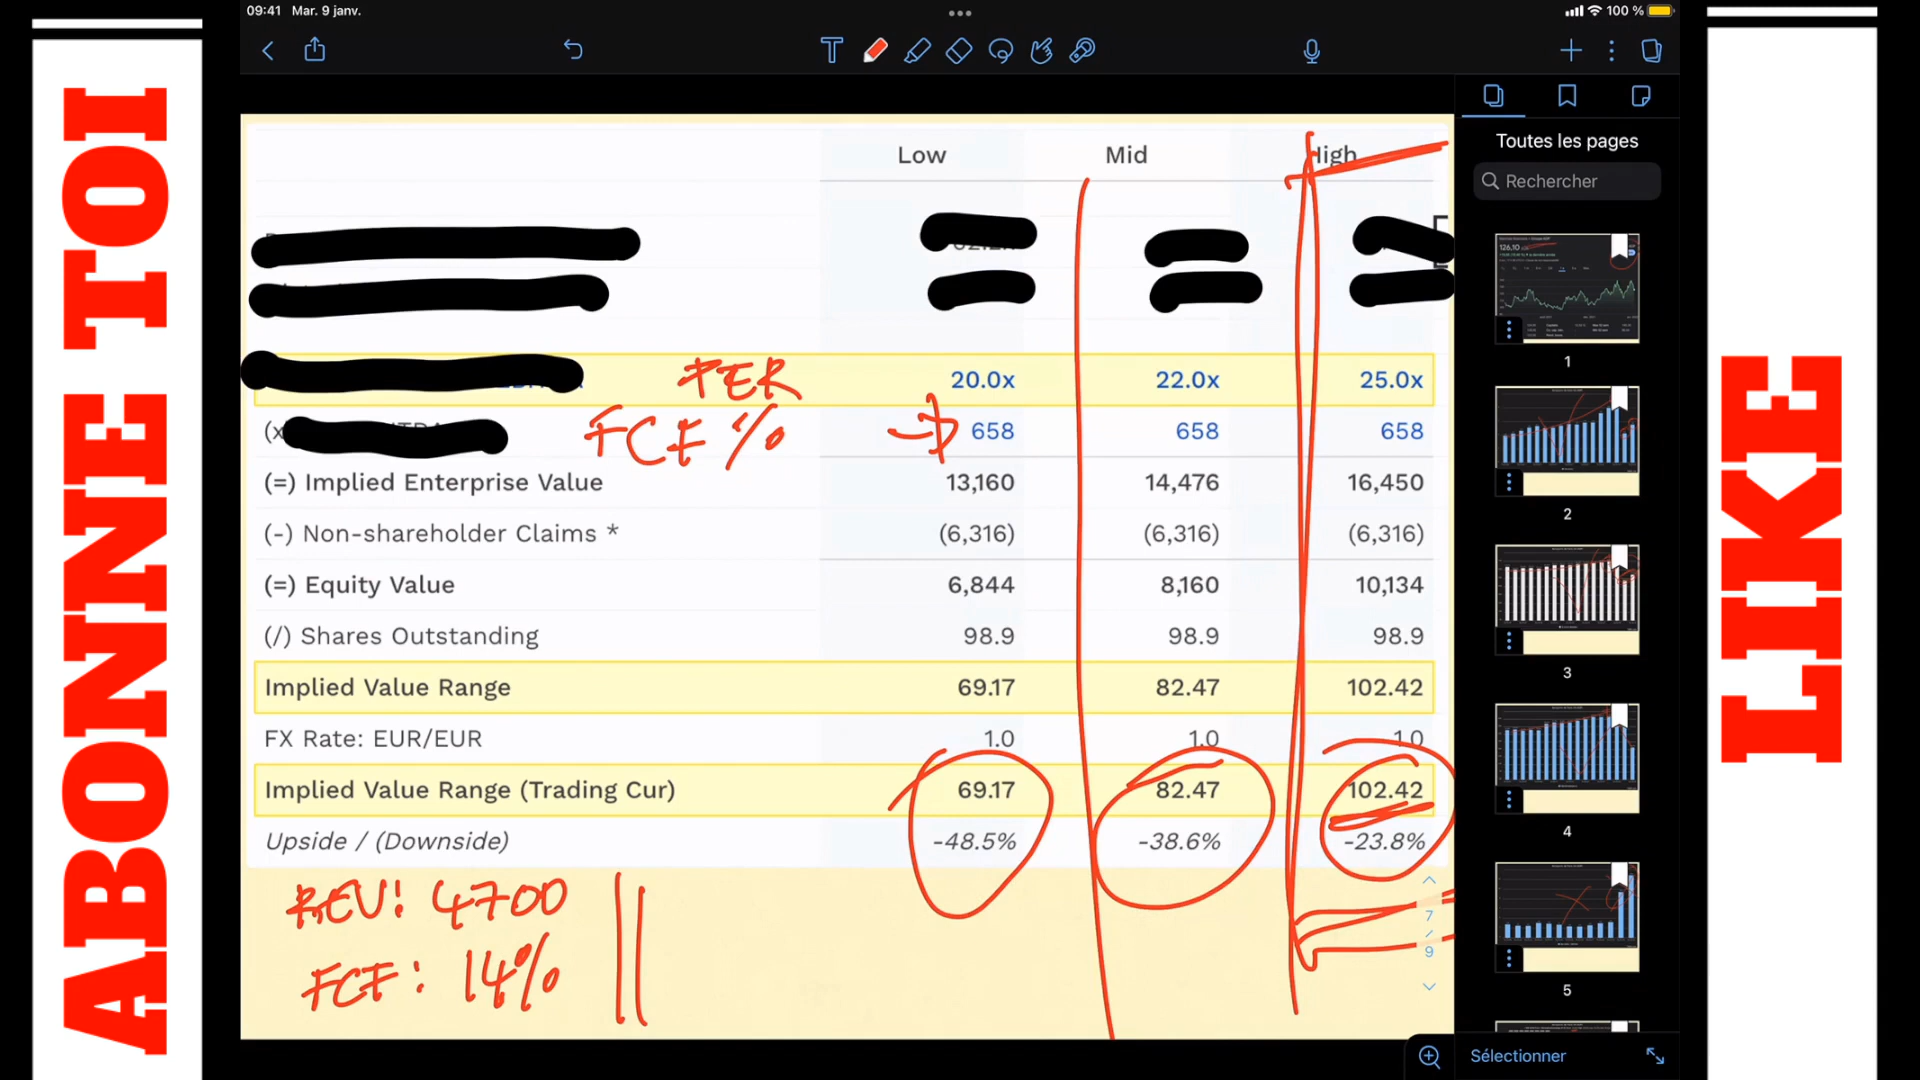 09:41 Mar. 9 janv.
100 %
ABONNE TOI
LIKE
Toutes les pages
Rechercher
Low Mid High
PER 20.0x 22.0x 25.0x
(x FCF % 658 658 658
(=) Implied Enterprise Value 13,160 14,476 16,450
(-) Non-shareholder Claims * (6,316) (6,316) (6,316)
(=) Equity Value 6,844 8,160 10,134
(/) Shares Outstanding 98.9 98.9 98.9
Implied Value Range 69.17 82.47 102.42
FX Rate: EUR/EUR 1.0 1.0 1.0
Implied Value Range (Trading Cur) 69.17 82.47 102.42
Upside / (Downside) -48.5% -38.6% -23.8%
REV! 4700
FCF: 14%
7
/
9
126,10
1
2
3
4
5
Sélectionner